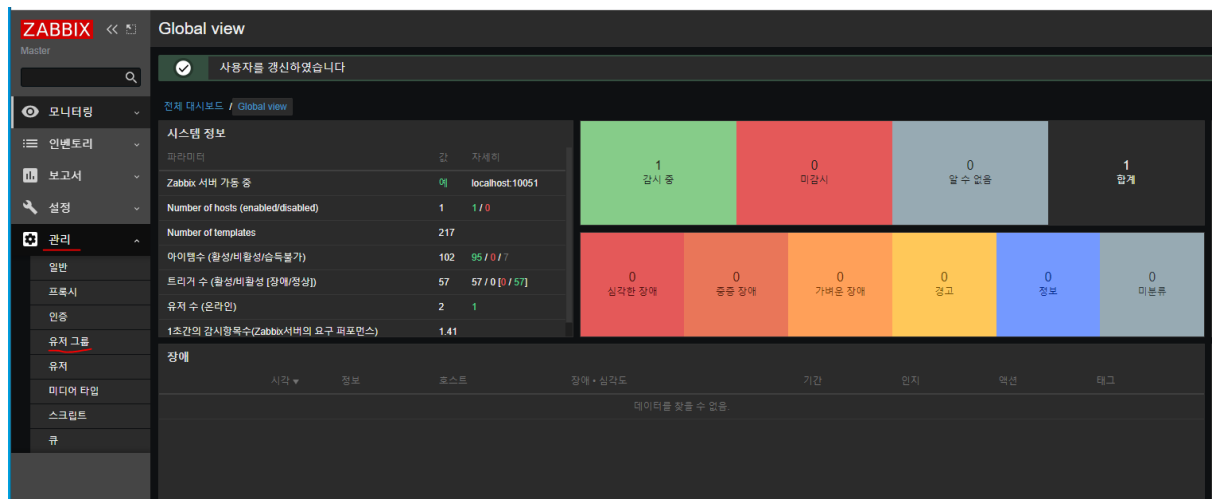 ZABBIX
Global view
Master
사용자를 갱신하였습니다
모니터링
인벤토리
보고서
설정
관리
일반
프록시
인증
유저 그룹
유저
미디어 타입
스크립트
큐
전체 대시보드 / Global view
시스템 정보
파라미터 값 자세히
Zabbix 서버 가동 중 예 localhost:10051
Number of hosts (enabled/disabled) 1 1 / 0
Number of templates 217
아이템수 (활성/비활성/습득불가) 102 95 / 0 / 7
트리거 수 (활성/비활성 [장애/정상]) 57 57 / 0 [0 / 57]
유저 수 (온라인) 2 1
1초간의 감시항목수(Zabbix서버의 요구 퍼포먼스) 1.41
1 0 0 1
감시 중 미감시 알 수 없음 합계
0 0 0 0 0 0
심각한 장애 중증 장애 가벼운 장애 경고 정보 미분류
장애
시각 ▼ 정보 호스트 장애 • 심각도 기간 인지 액션 태그
데이터를 찾을 수 없음.